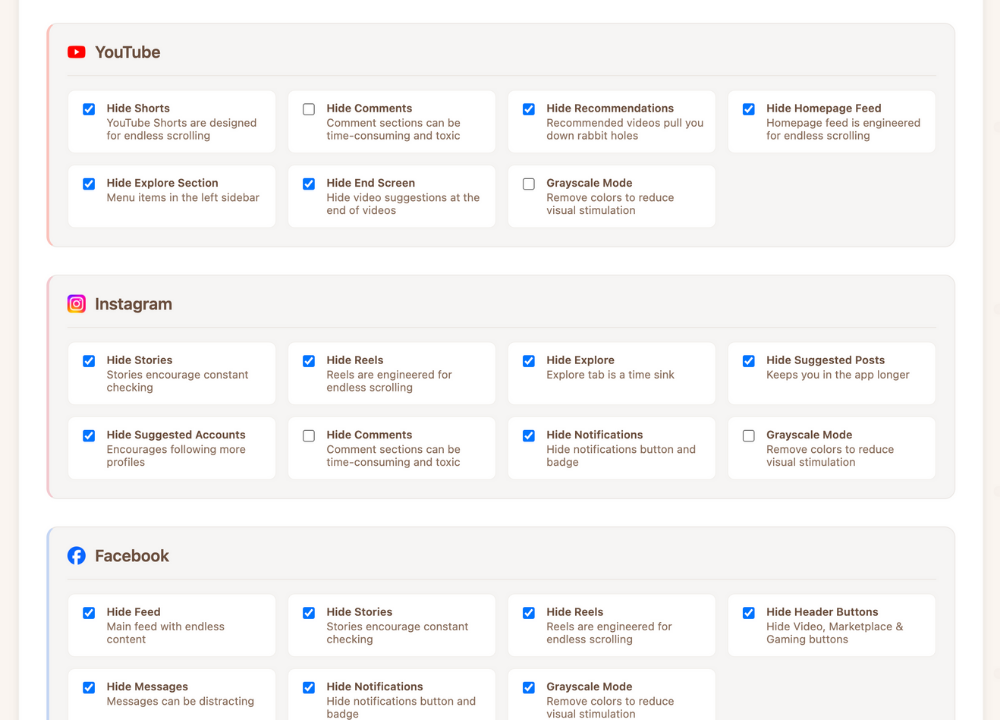 YouTube
Hide Shorts
YouTube Shorts are designed
for endless scrolling
Hide Comments
Comment sections can be
time-consuming and toxic
Hide Recommendations
Recommended videos pull you
down rabbit holes
Hide Homepage Feed
Homepage feed is engineered
for endless scrolling
Hide Explore Section
Menu items in the left sidebar
Hide End Screen
Hide video suggestions at the
end of videos
Grayscale Mode
Remove colors to reduce
visual stimulation
Instagram
Hide Stories
Stories encourage constant
checking
Hide Reels
Reels are engineered for
endless scrolling
Hide Explore
Explore tab is a time sink
Hide Suggested Posts
Keeps you in the app longer
Hide Suggested Accounts
Encourages following more
profiles
Hide Comments
Comment sections can be
time-consuming and toxic
Hide Notifications
Hide notifications button and
badge
Grayscale Mode
Remove colors to reduce
visual stimulation
Facebook
Hide Feed
Main feed with endless
content
Hide Stories
Stories encourage constant
checking
Hide Reels
Reels are engineered for
endless scrolling
Hide Header Buttons
Hide Video, Marketplace &
Gaming buttons
Hide Messages
Messages can be distracting
Hide Notifications
Hide notifications button and
badge
Grayscale Mode
Remove colors to reduce
visual stimulation